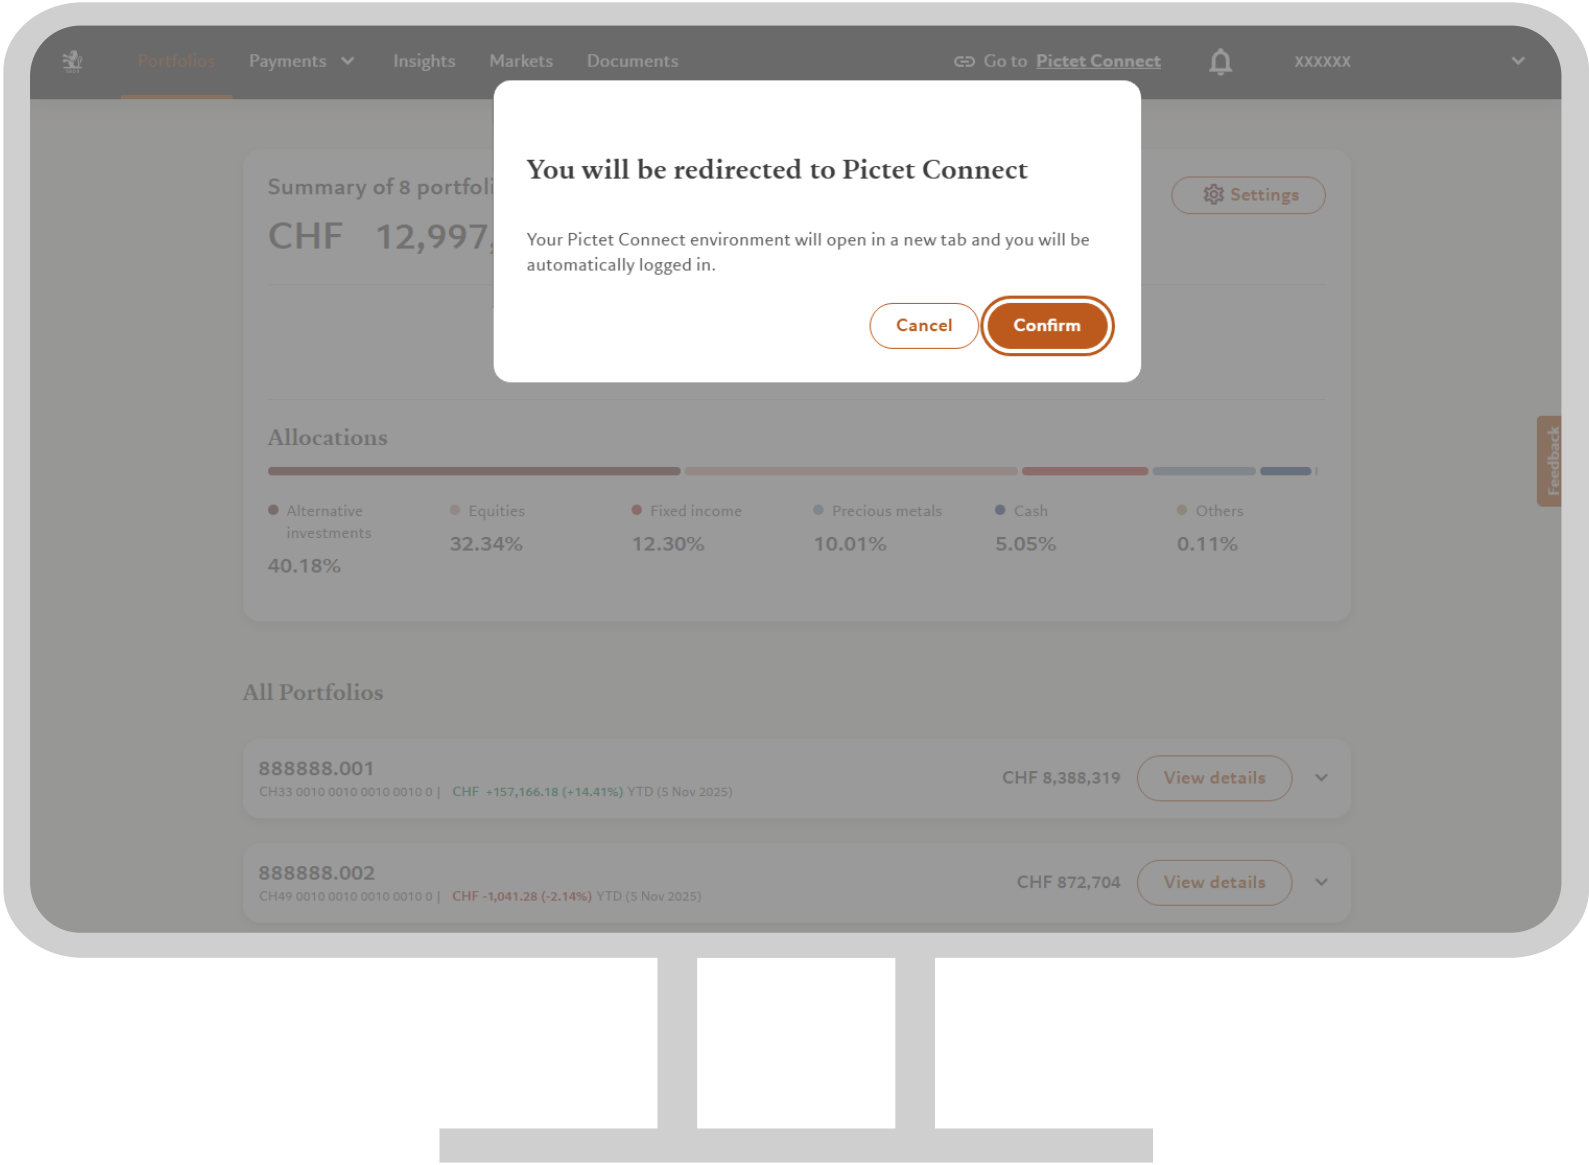 Portfolios Payments Insights Markets Documents Go to Pictet Connect XXXXXX
You will be redirected to Pictet Connect
Your Pictet Connect environment will open in a new tab and you will be
automatically logged in.
Cancel Confirm
Summary of 8 portfoli
Settings
CHF 12,997,
Allocations
Alternative
investments
40.18%
Equities
32.34%
Fixed income
12.30%
Precious metals
10.01%
Cash
5.05%
Others
0.11%
Feedback
All Portfolios
888888.001
CH33 0010 0010 0010 0010 0 | CHF +157,166.18 (+14.41%) YTD (5 Nov 2025)
CHF 8,388,319 View details
888888.002
CH49 0010 0010 0010 0010 0 | CHF -1,041.28 (-2.14%) YTD (5 Nov 2025)
CHF 872,704 View details